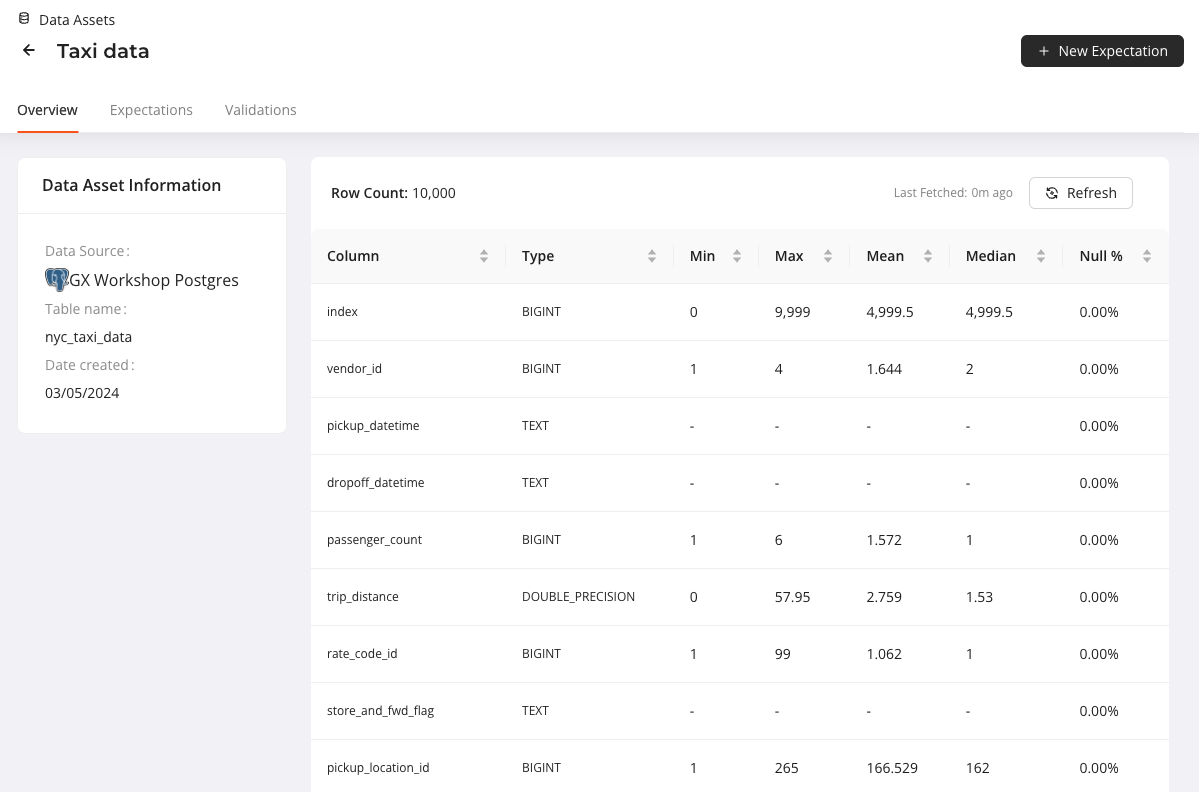 Data Assets
Taxi data
New Expectation
Overview Expectations Validations
Data Asset Information
Data Source:
GX Workshop Postgres
Table name:
nyc_taxi_data
Date created:
03/05/2024
Row Count: 10,000 Last Fetched: 0m ago Refresh
Column Type Min Max Mean Median Null %
index BIGINT 0 9,999 4,999.5 4,999.5 0.00%
vendor_id BIGINT 1 4 1.644 2 0.00%
pickup_datetime TEXT - - - - 0.00%
dropoff_datetime TEXT - - - - 0.00%
passenger_count BIGINT 1 6 1.572 1 0.00%
trip_distance DOUBLE_PRECISION 0 57.95 2.759 1.53 0.00%
rate_code_id BIGINT 1 99 1.062 1 0.00%
store_and_fwd_flag TEXT - - - - 0.00%
pickup_location_id BIGINT 1 265 166.529 162 0.00%